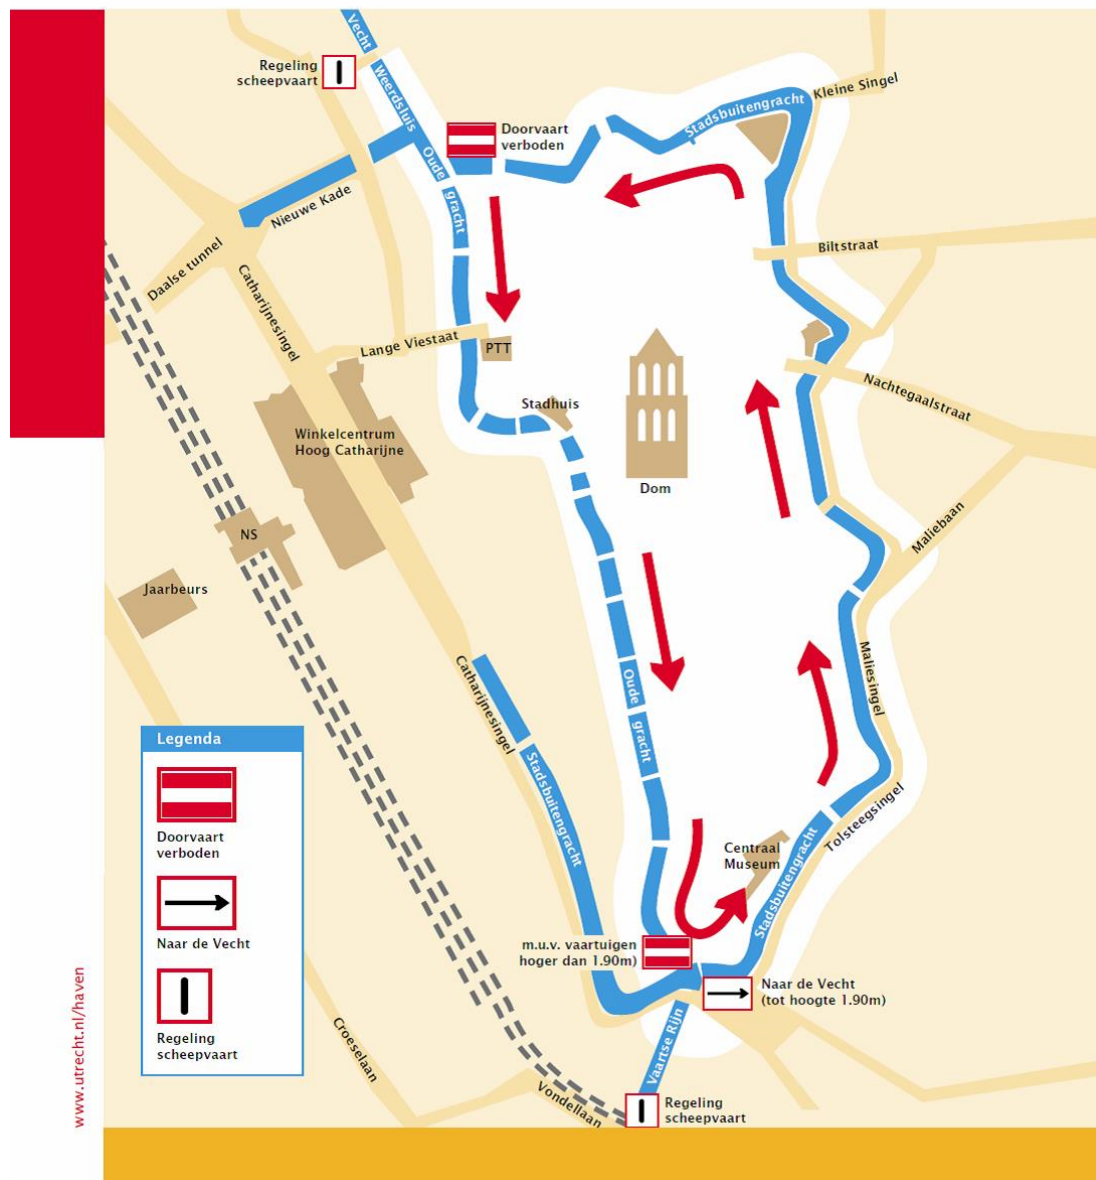 Vecht
Regeling
scheepvaart
Weerdsluis
Doorvaart
verboden
Stadsbuitengracht
Kleine Singel
Oude
gracht
Nieuwe Kade
Daalse tunnel
Biltstraat
Catharijnesingel
Lange Viestaat
PTT
Nachtegaalstraat
Stadhuis
Winkelcentrum
Hoog Catharijne
Dom
Maliebaan
NS
Jaarbeurs
Catharijnesingel
Oude
gracht
Maliesingel
Stadsbuitengracht
Tolsteegsingel
Centraal
Museum
Stadsbuitengracht
Legenda
Doorvaart
verboden
Naar de Vecht
Regeling
scheepvaart
m.u.v. vaartuigen
hoger dan 1.90m)
Naar de Vecht
(tot hoogte 1.90m)
Vaartse Rijn
Croeselaan
Vondellaan
Regeling
scheepvaart
www.utrecht.nl/haven